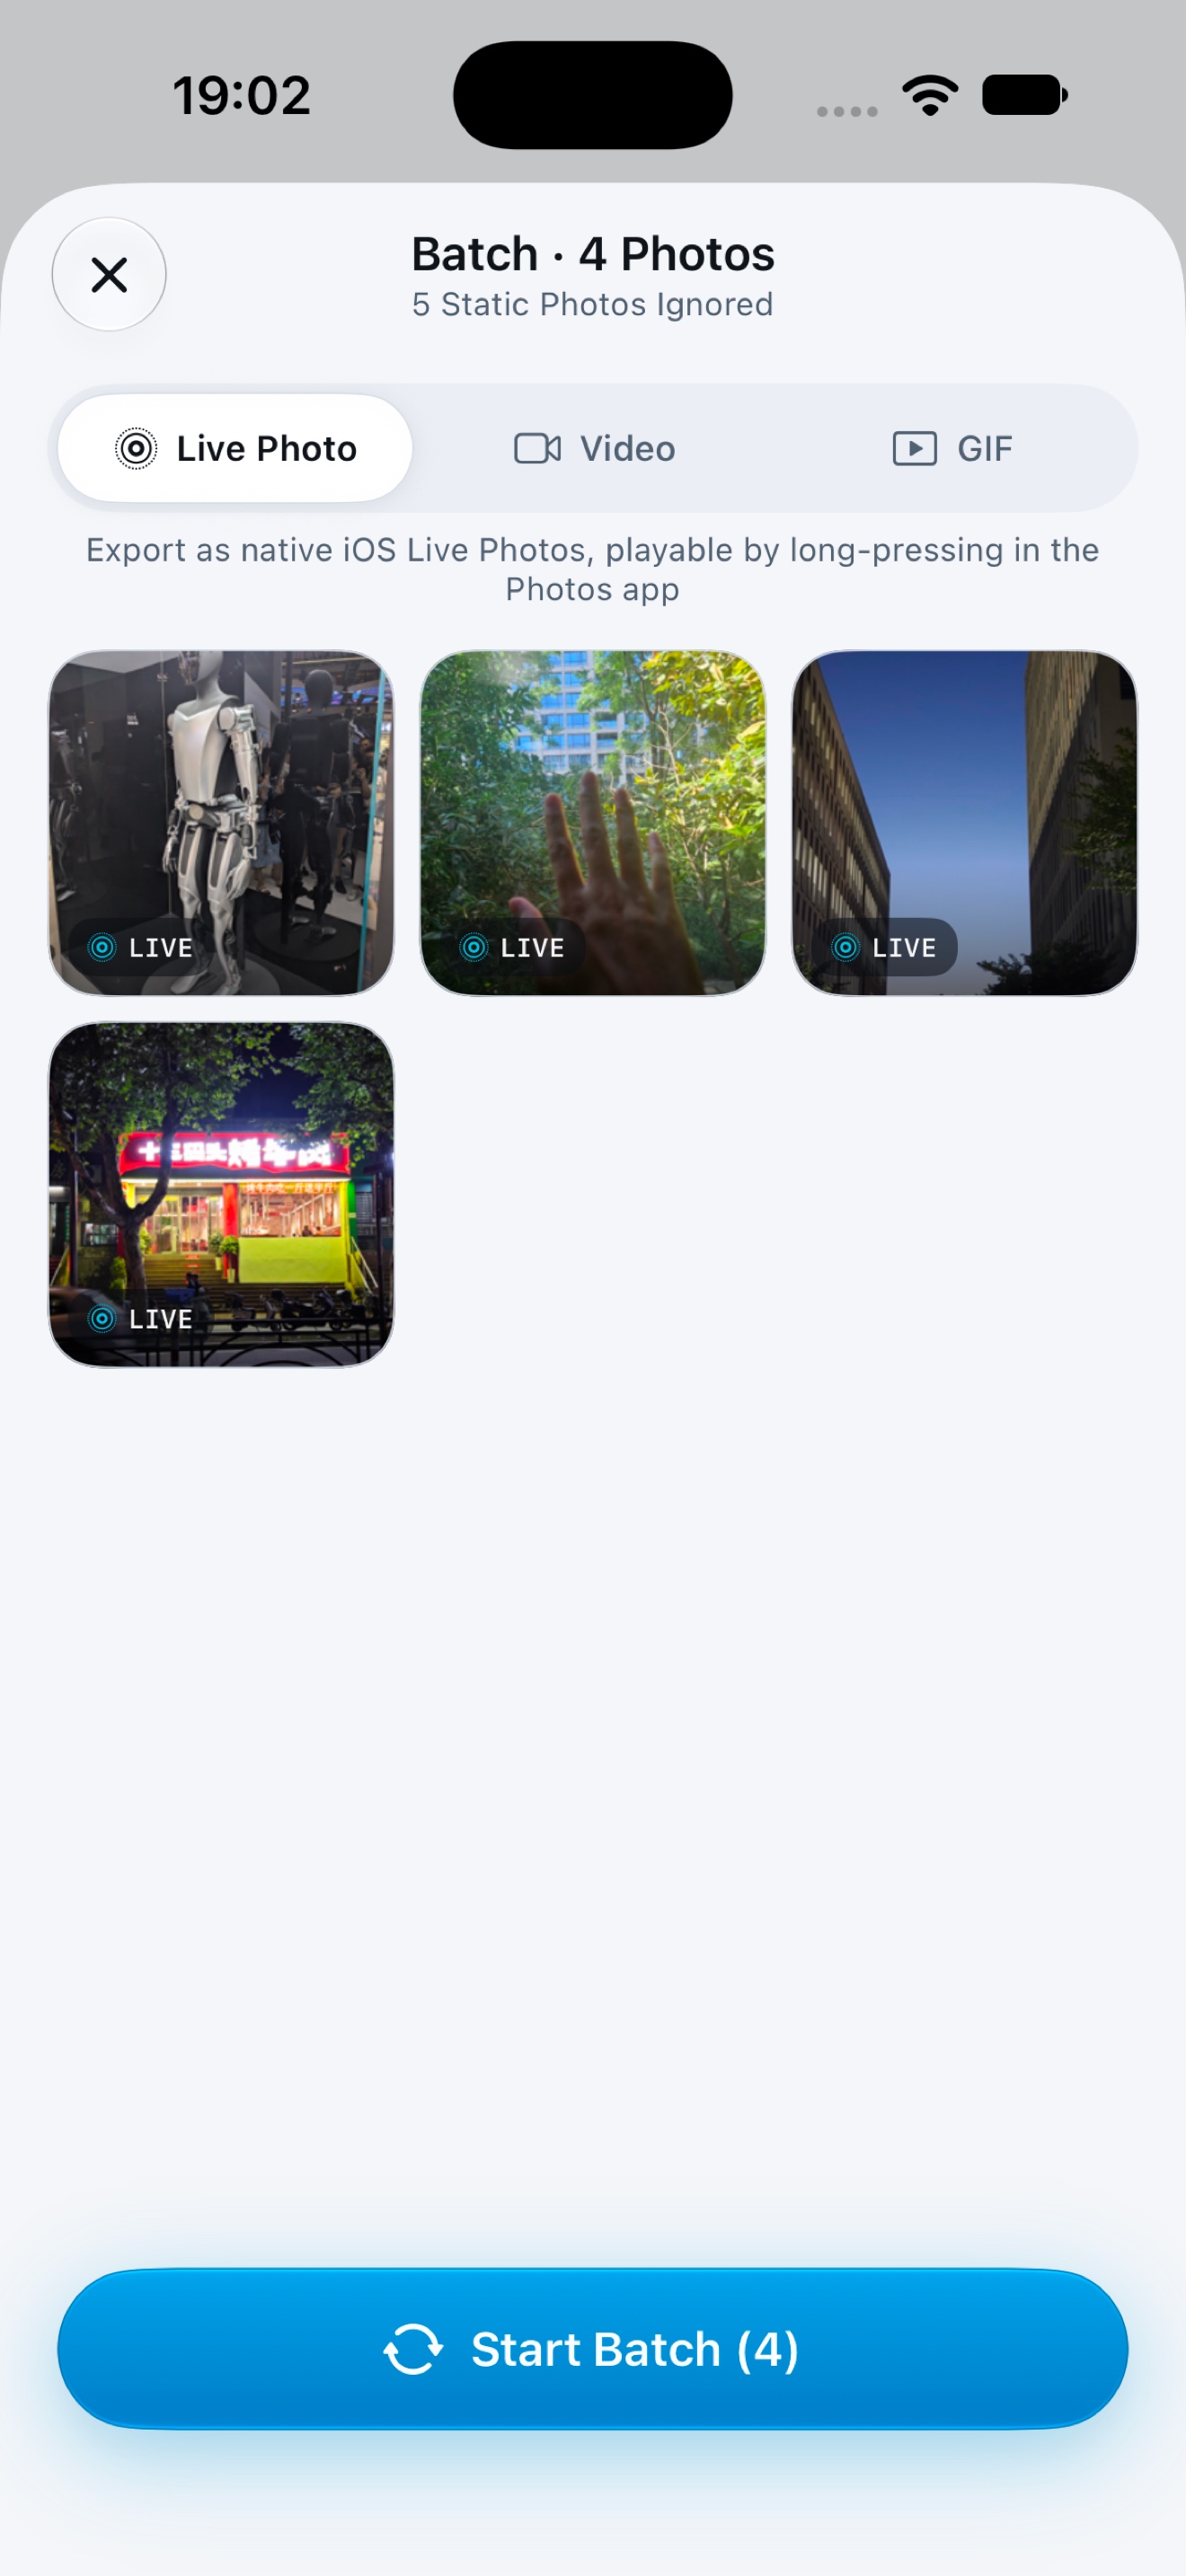 19:02
Batch · 4 Photos
5 Static Photos Ignored
Live Photo
Video
GIF
Export as native iOS Live Photos, playable by long-pressing in the
Photos app
LIVE
LIVE
LIVE
LIVE
Start Batch (4)